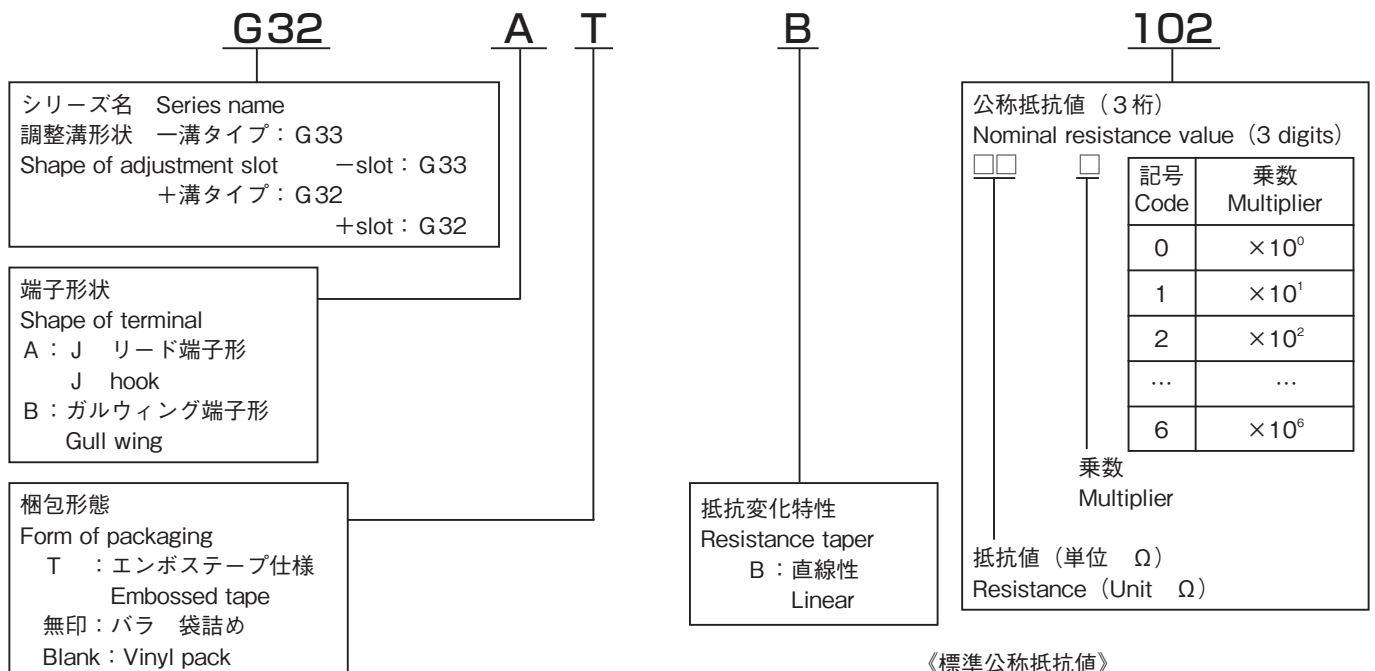 G32 A T B 102
シリーズ名 Series name
調整溝形状 －溝タイプ：G33
Shape of adjustment slot －slot：G33
＋溝タイプ：G32
＋slot：G32
端子形状
Shape of terminal
A：J リード端子形
J hook
B：ガルウィング端子形
Gull wing
梱包形態
Form of packaging
T ：エンボステープ仕様
Embossed tape
無印：バラ 袋詰め
Blank：Vinyl pack
抵抗変化特性
Resistance taper
B：直線性
Linear
公称抵抗値（3桁）
Nominal resistance value（3 digits）
□□ □
記号 乗数
Code Multiplier
0 ×10⁰
1 ×10¹
2 ×10²
… …
6 ×10⁶
乗数
Multiplier
抵抗値（単位 Ω）
Resistance（Unit Ω）
《標準公称抵抗値》